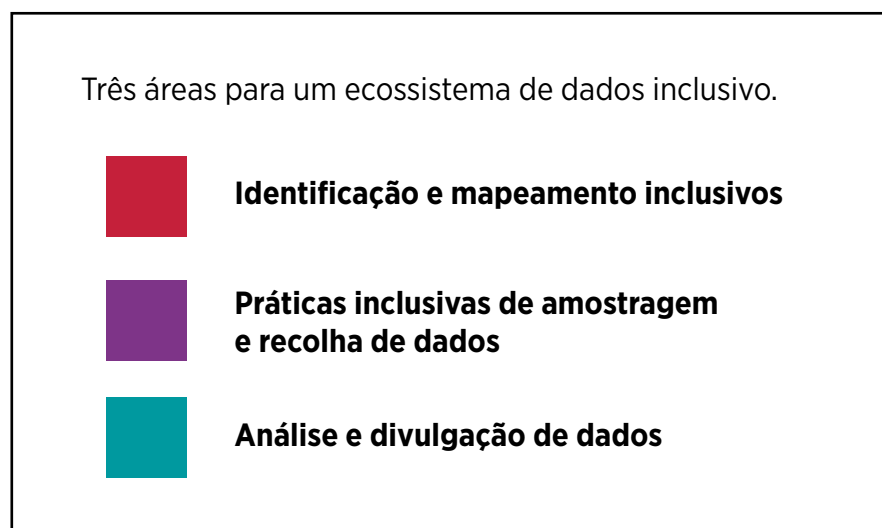 Três áreas para um ecossistema de dados inclusivo.
Identificação e mapeamento inclusivos
Práticas inclusivas de amostragem
e recolha de dados
Análise e divulgação de dados